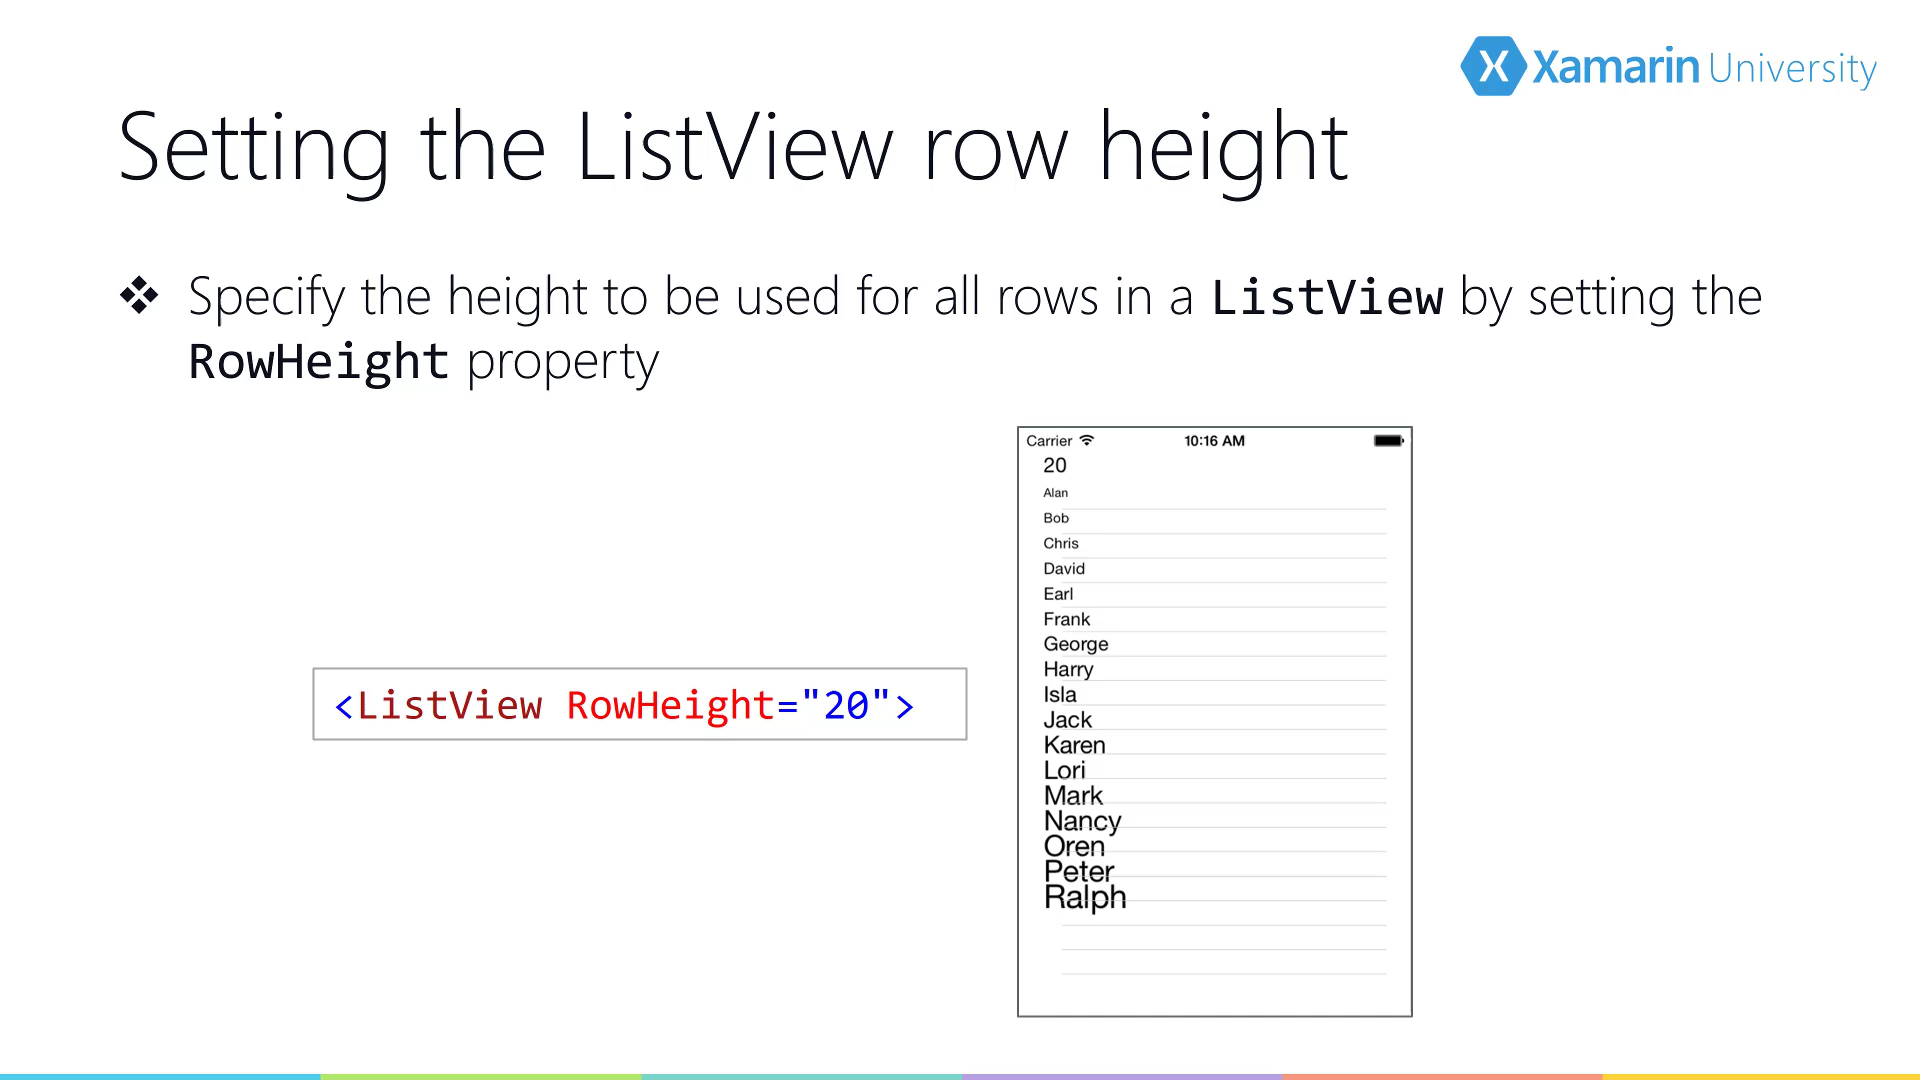 Xamarin University
Setting the ListView row height
❖ Specify the height to be used for all rows in a ListView by setting the
RowHeight property
<ListView RowHeight="20">
Carrier 10:16 AM
20
Alan
Bob
Chris
David
Earl
Frank
George
Harry
Isla
Jack
Karen
Lori
Mark
Nancy
Oren
Peter
Ralph